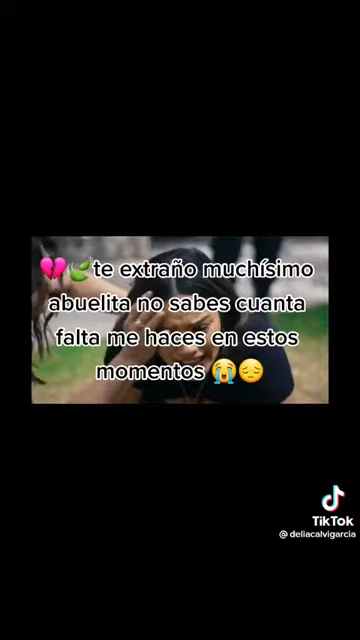 💔🍃te extraño muchísimo
abuelita no sabes cuanta
falta me haces en estos
momentos 😭😔
TikTok
@deliacalvigarcia